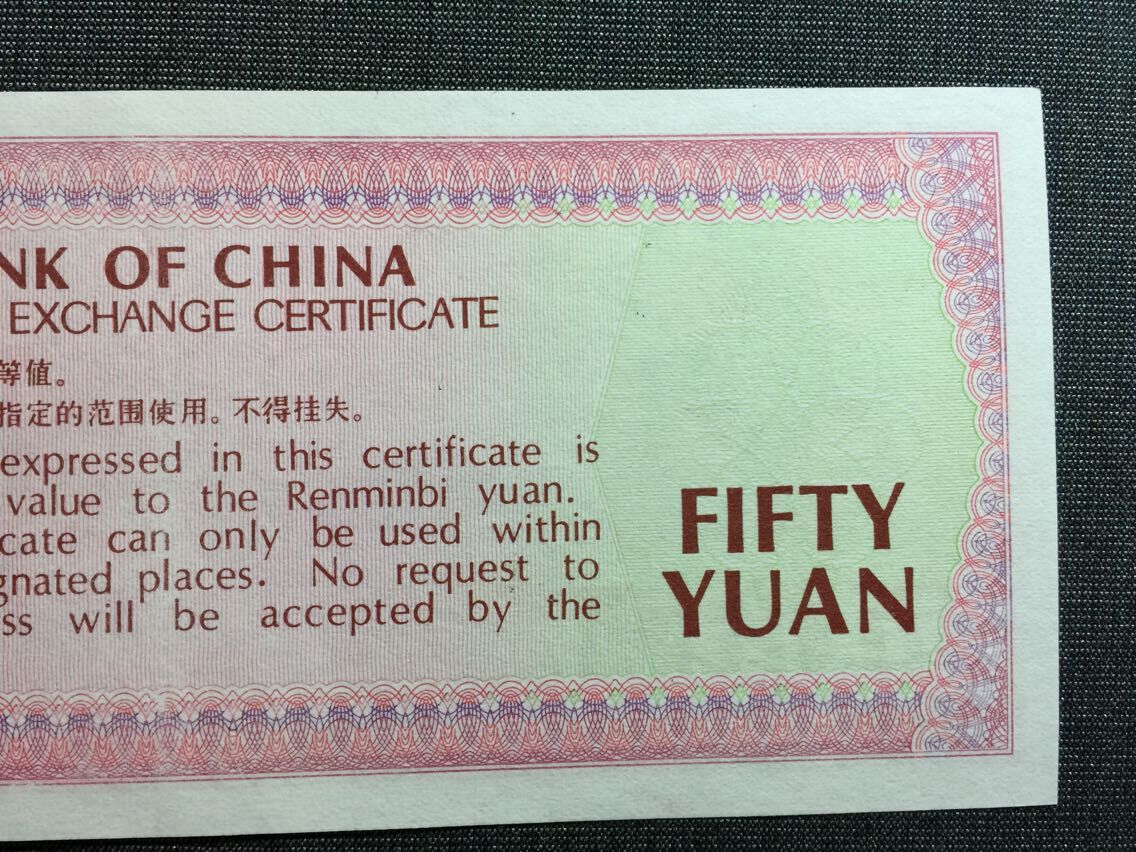 NK OF CHINA
EXCHANGE CERTIFICATE
等值。
指定的范围使用。不得挂失。
expressed in this certificate is
value to the Renminbi yuan.
cate can only be used within
gnated places. No request to
ss will be accepted by the
FIFTY
YUAN